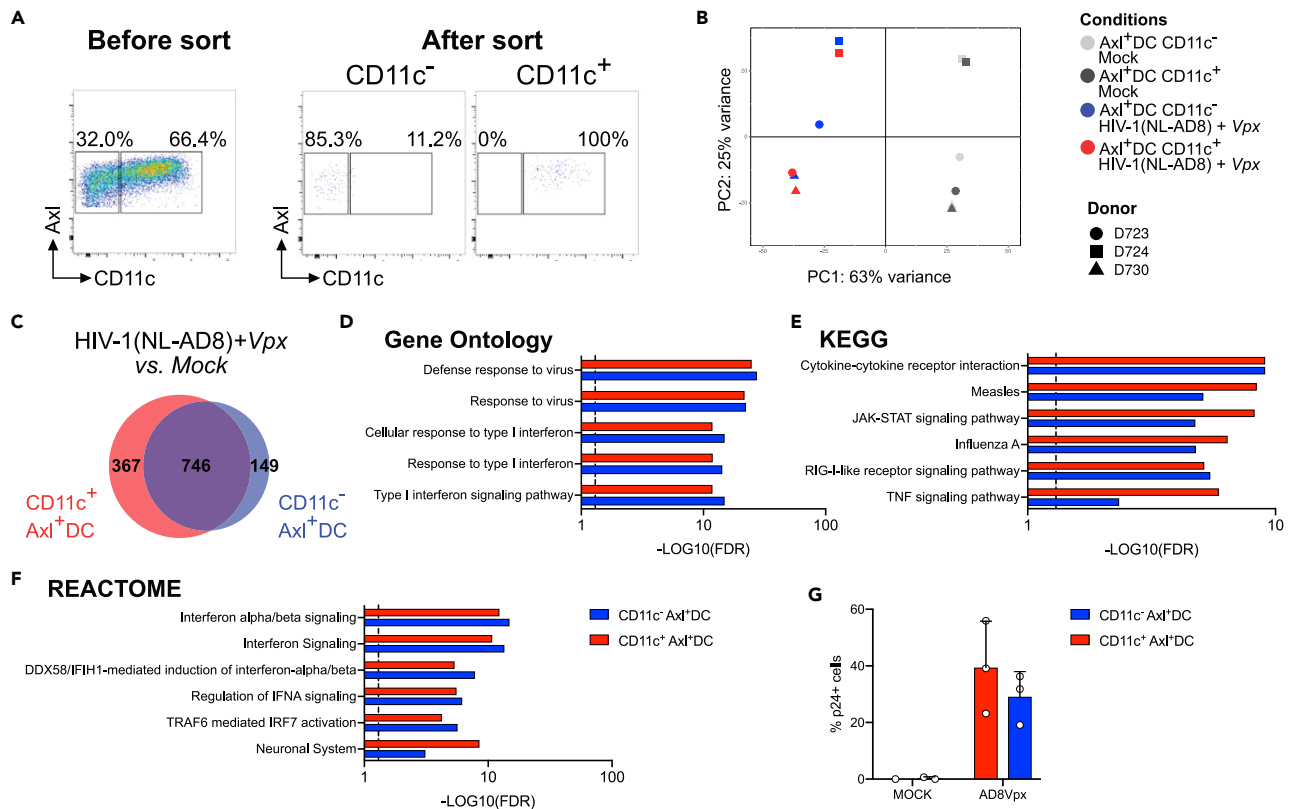 A
Before sort
After sort
CD11c-
CD11c+
32.0%
66.4%
85.3%
11.2%
0%
100%
Axl
CD11c
Axl
CD11c
CD11c
B
PC2: 25% variance
20
0
-20
-50
-25
0
25
50
PC1: 63% variance
Conditions
Axl+DC CD11c-
Mock
Axl+DC CD11c+
Mock
Axl+DC CD11c-
HIV-1(NL-AD8) + Vpx
Axl+DC CD11c+
HIV-1(NL-AD8) + Vpx
Donor
D723
D724
D730
C
HIV-1(NL-AD8)+Vpx
vs. Mock
367
746
149
CD11c+
Axl+DC
CD11c-
Axl+DC
D
Gene Ontology
Defense response to virus
Response to virus
Cellular response to type I interferon
Response to type I interferon
Type I interferon signaling pathway
1
10
100
-LOG10(FDR)
E
KEGG
Cytokine-cytokine receptor interaction
Measles
JAK-STAT signaling pathway
Influenza A
RIG-I-like receptor signaling pathway
TNF signaling pathway
1
10
-LOG10(FDR)
F
REACTOME
Interferon alpha/beta signaling
Interferon Signaling
DDX58/IFIH1-mediated induction of interferon-alpha/beta
Regulation of IFNA signaling
TRAF6 mediated IRF7 activation
Neuronal System
1
10
100
-LOG10(FDR)
CD11c- Axl+DC
CD11c+ Axl+DC
G
% p24+ cells
60
40
20
0
MOCK
AD8Vpx
CD11c- Axl+DC
CD11c+ Axl+DC